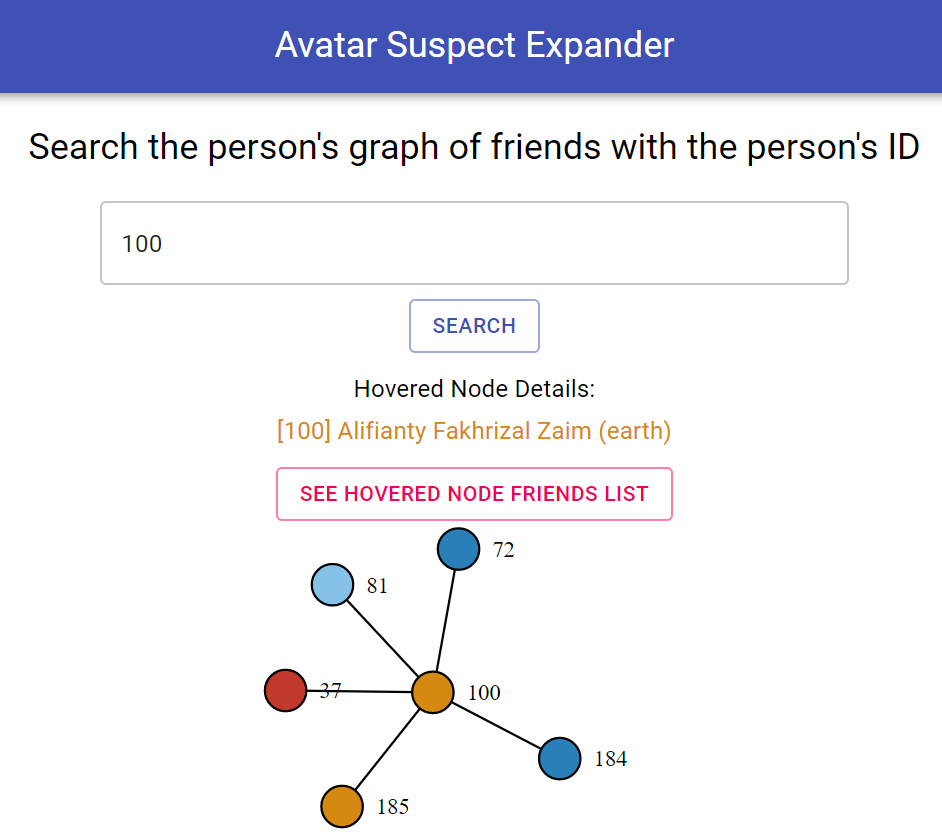 Avatar Suspect Expander
Search the person's graph of friends with the person's ID
100
SEARCH
Hovered Node Details:
[100] Alifianty Fakhrizal Zaim (earth)
SEE HOVERED NODE FRIENDS LIST
72
81
37
100
184
185